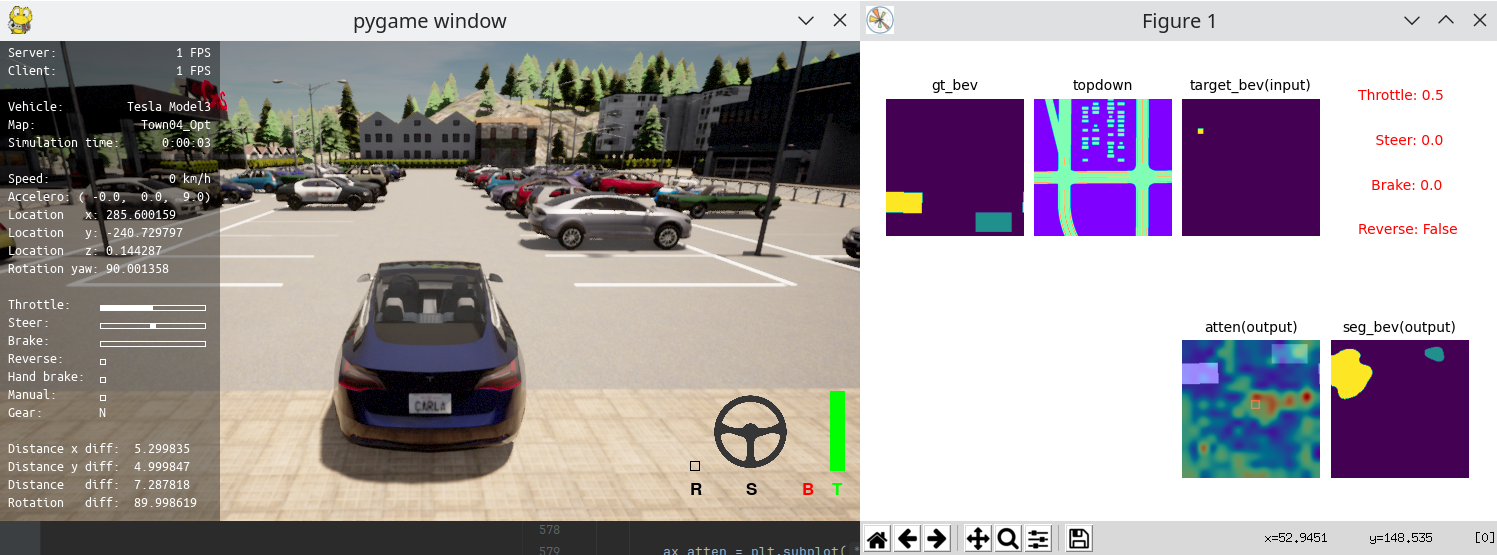 pygame window
Server: 1 FPS
Client: 1 FPS
Vehicle: Tesla Model3
Map: Town04_Opt
Simulation time: 0:00:03
Speed: 0 km/h
Accelero: ( -0.0, 0.0, 9.0)
Location x: 285.600159
Location y: -240.729797
Location z: 0.144287
Rotation yaw: 90.001358
Throttle:
Steer:
Brake:
Reverse:
Hand brake:
Manual:
Gear: N
Distance x diff: 5.299835
Distance y diff: 4.999847
Distance diff: 7.287818
Rotation diff: 89.998619
CARLA
R S B T
578
579 ax_atten = plt.subplot(
Figure 1
gt_bev topdown target_bev(input)
Throttle: 0.5
Steer: 0.0
Brake: 0.0
Reverse: False
atten(output) seg_bev(output)
x=52.9451 y=148.535 [0]